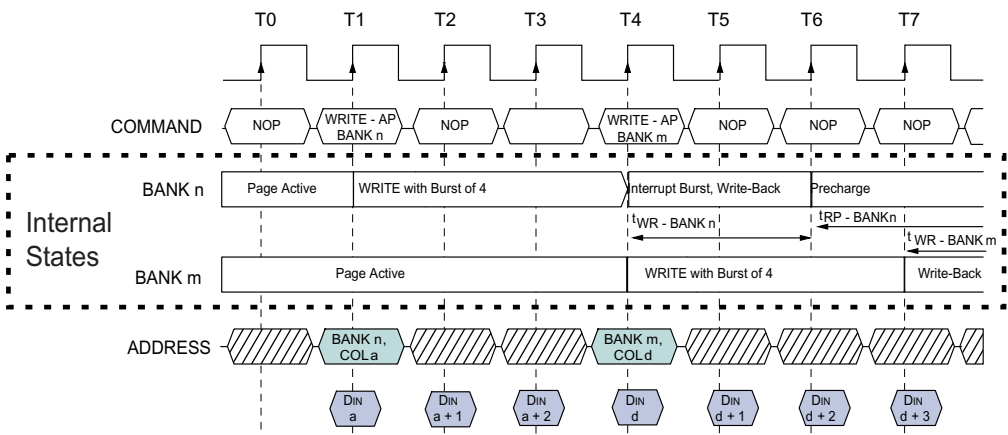 T0 T1 T2 T3 T4 T5 T6 T7
COMMAND NOP WRITE - AP BANK n NOP WRITE - AP BANK m NOP NOP NOP
Internal States
BANK n Page Active WRITE with Burst of 4 Interrupt Burst, Write-Back Precharge
tWR - BANK n tRP - BANK n
tWR - BANK m
BANK m Page Active WRITE with Burst of 4 Write-Back
ADDRESS BANK n, COL a BANK m, COL d
DIN a DIN a + 1 DIN a + 2 DIN d DIN d + 1 DIN d + 2 DIN d + 3